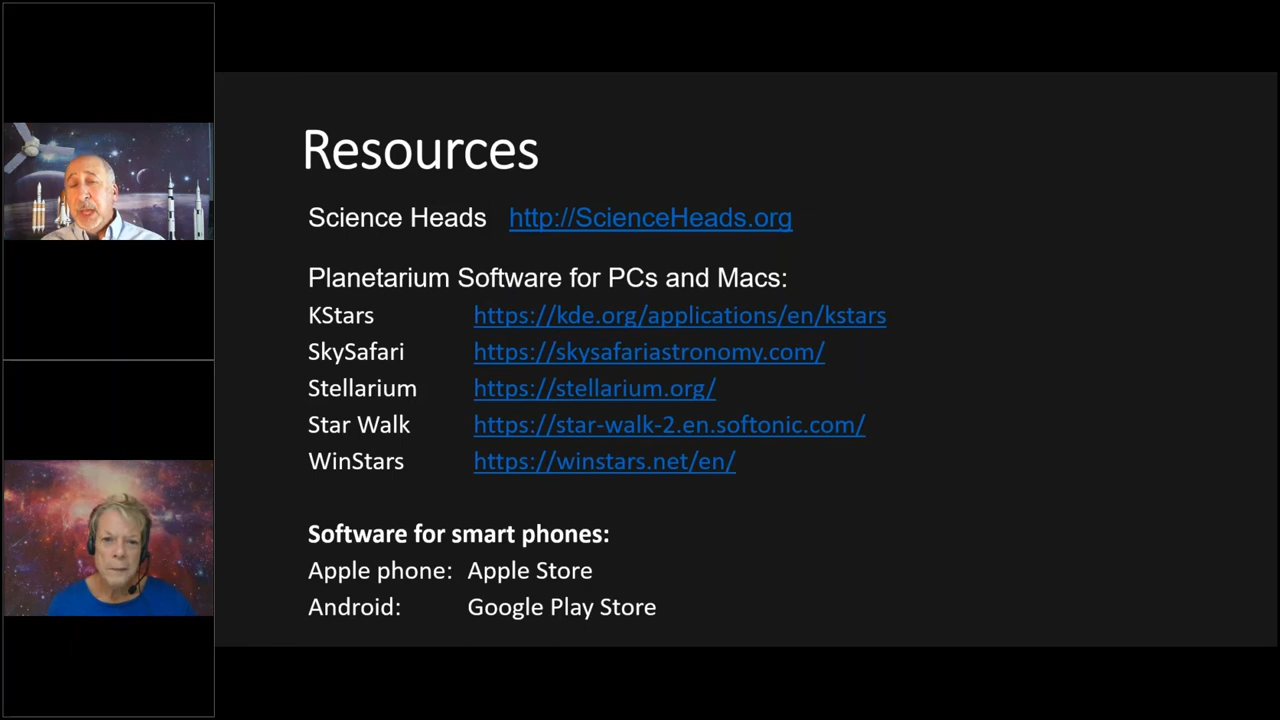 Resources
Science Heads http://ScienceHeads.org
Planetarium Software for PCs and Macs:
KStars https://kde.org/applications/en/kstars
SkySafari https://skysafariastronomy.com/
Stellarium https://stellarium.org/
Star Walk https://star-walk-2.en.softonic.com/
WinStars https://winstars.net/en/
Software for smart phones:
Apple phone: Apple Store
Android: Google Play Store